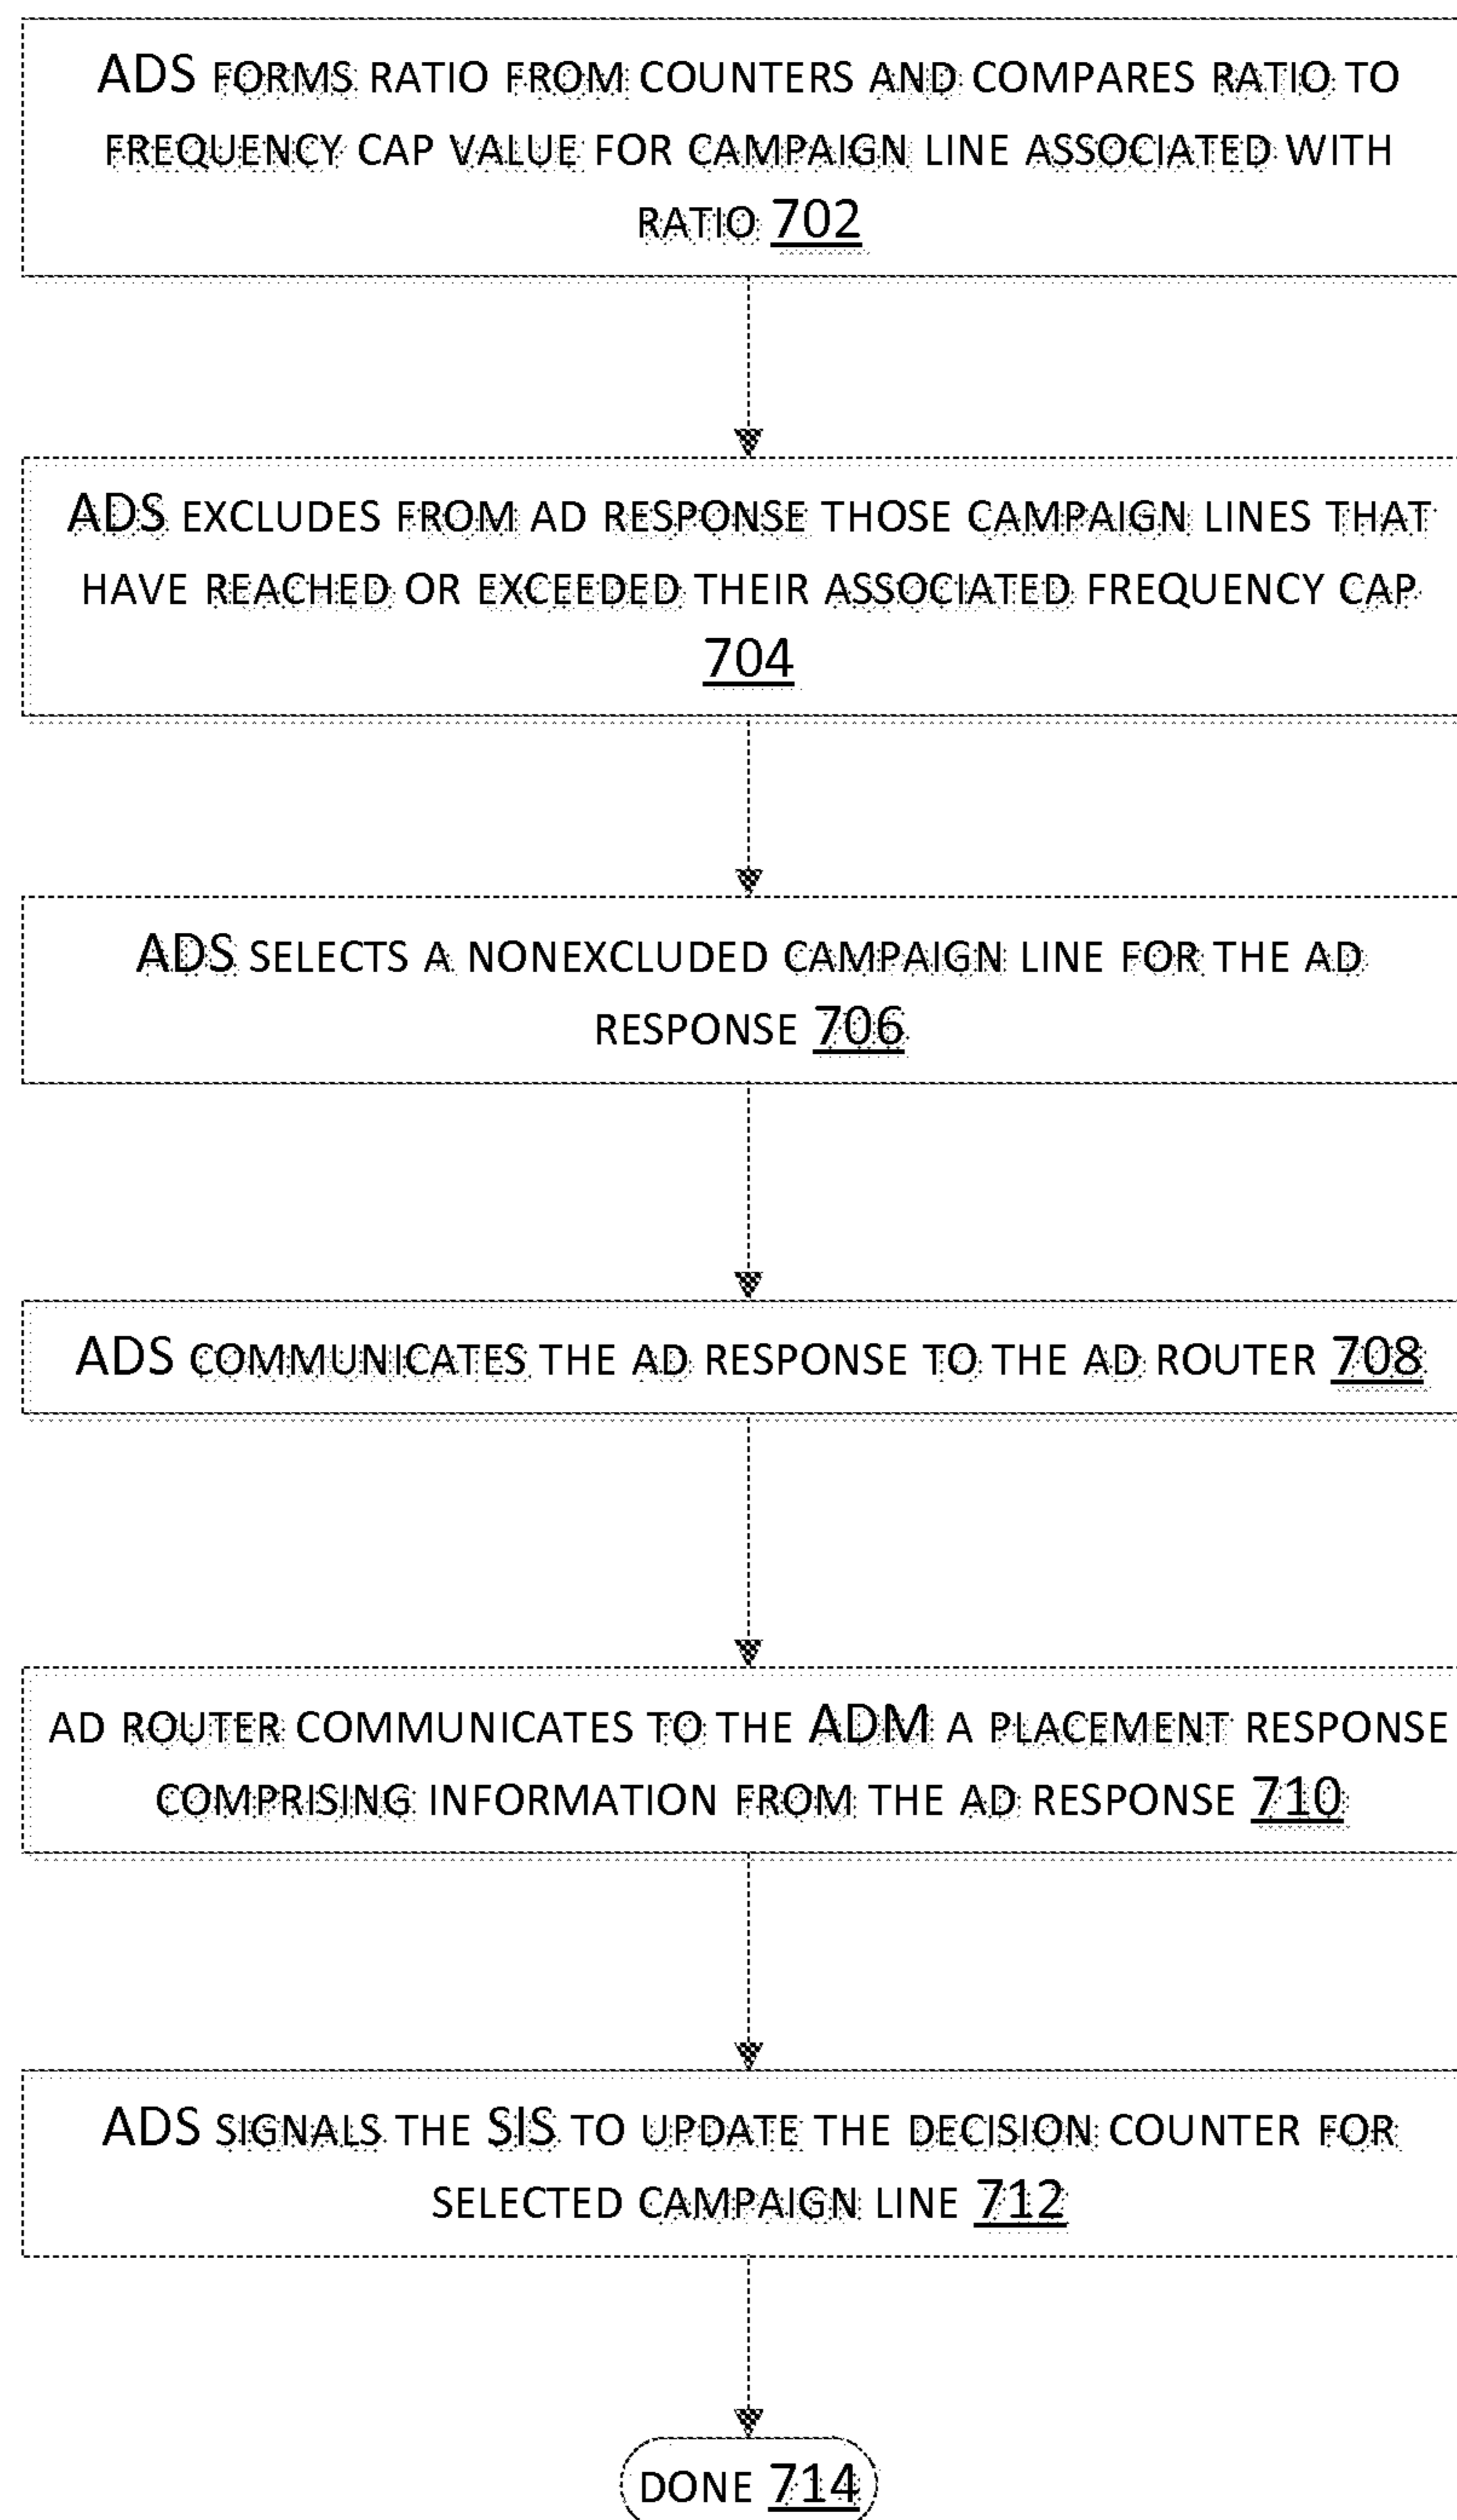 ADS FORMS RATIO FROM COUNTERS AND COMPARES RATIO TO
FREQUENCY CAP VALUE FOR CAMPAIGN LINE ASSOCIATED WITH
RATIO 702
ADS EXCLUDES FROM AD RESPONSE THOSE CAMPAIGN LINES THAT
HAVE REACHED OR EXCEEDED THEIR ASSOCIATED FREQUENCY CAP
704
ADS SELECTS A NONEXCLUDED CAMPAIGN LINE FOR THE AD
RESPONSE 706
ADS COMMUNICATES THE AD RESPONSE TO THE AD ROUTER 708
AD ROUTER COMMUNICATES TO THE ADM A PLACEMENT RESPONSE
COMPRISING INFORMATION FROM THE AD RESPONSE 710
ADS SIGNALS THE SIS TO UPDATE THE DECISION COUNTER FOR
SELECTED CAMPAIGN LINE 712
DONE 714